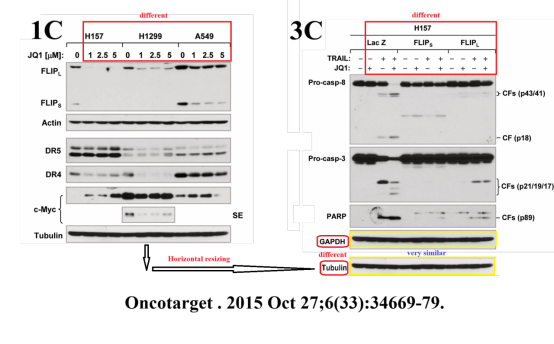 different
1C
H157 H1299 A549
JQ1 [µM]: 0 1 2.5 5 0 1 2.5 5 0 1 2.5 5
FLIPL
FLIPS
Actin
DR5
DR4
c-Myc
SE
Tubulin
Horizontal resizing
different
3C
H157
Lac Z FLIPS FLIPL
TRAIL: - - + + - - + + - - + +
JQ1: - + - + - + - + - + - +
Pro-casp-8
CFs (p43/41)
CF (p18)
Pro-casp-3
CFs (p21/19/17)
PARP
CFs (p89)
GAPDH
different
very similar
Tubulin
Oncotarget . 2015 Oct 27;6(33):34669-79.